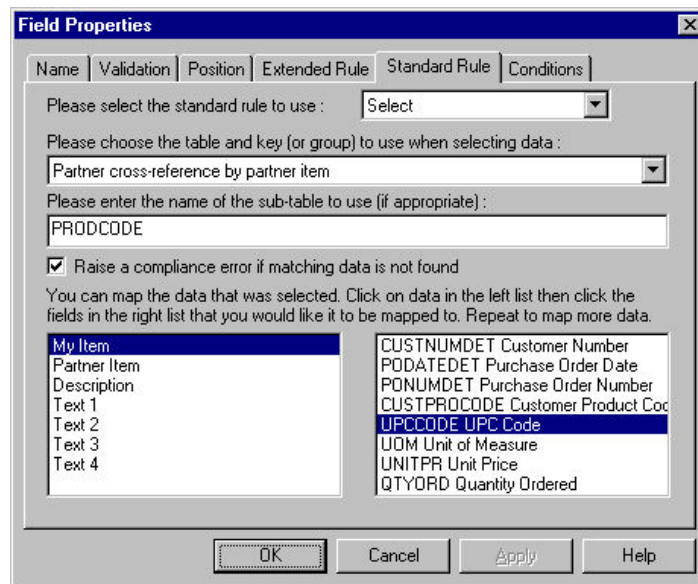 Field Properties
Name Validation Position Extended Rule Standard Rule Conditions
Please select the standard rule to use : Select
Please choose the table and key (or group) to use when selecting data :
Partner cross-reference by partner item
Please enter the name of the sub-table to use (if appropriate) :
PRODCODE
Raise a compliance error if matching data is not found
You can map the data that was selected. Click on data in the left list then click the
fields in the right list that you would like it to be mapped to. Repeat to map more data.
My Item
Partner Item
Description
Text 1
Text 2
Text 3
Text 4
CUSTNUMDET Customer Number
PODATEDET Purchase Order Date
PONUMDET Purchase Order Number
CUSTPROCODE Customer Product Coc
UPCCODE UPC Code
UOM Unit of Measure
UNITPR Unit Price
QTYORD Quantity Ordered
OK Cancel Apply Help